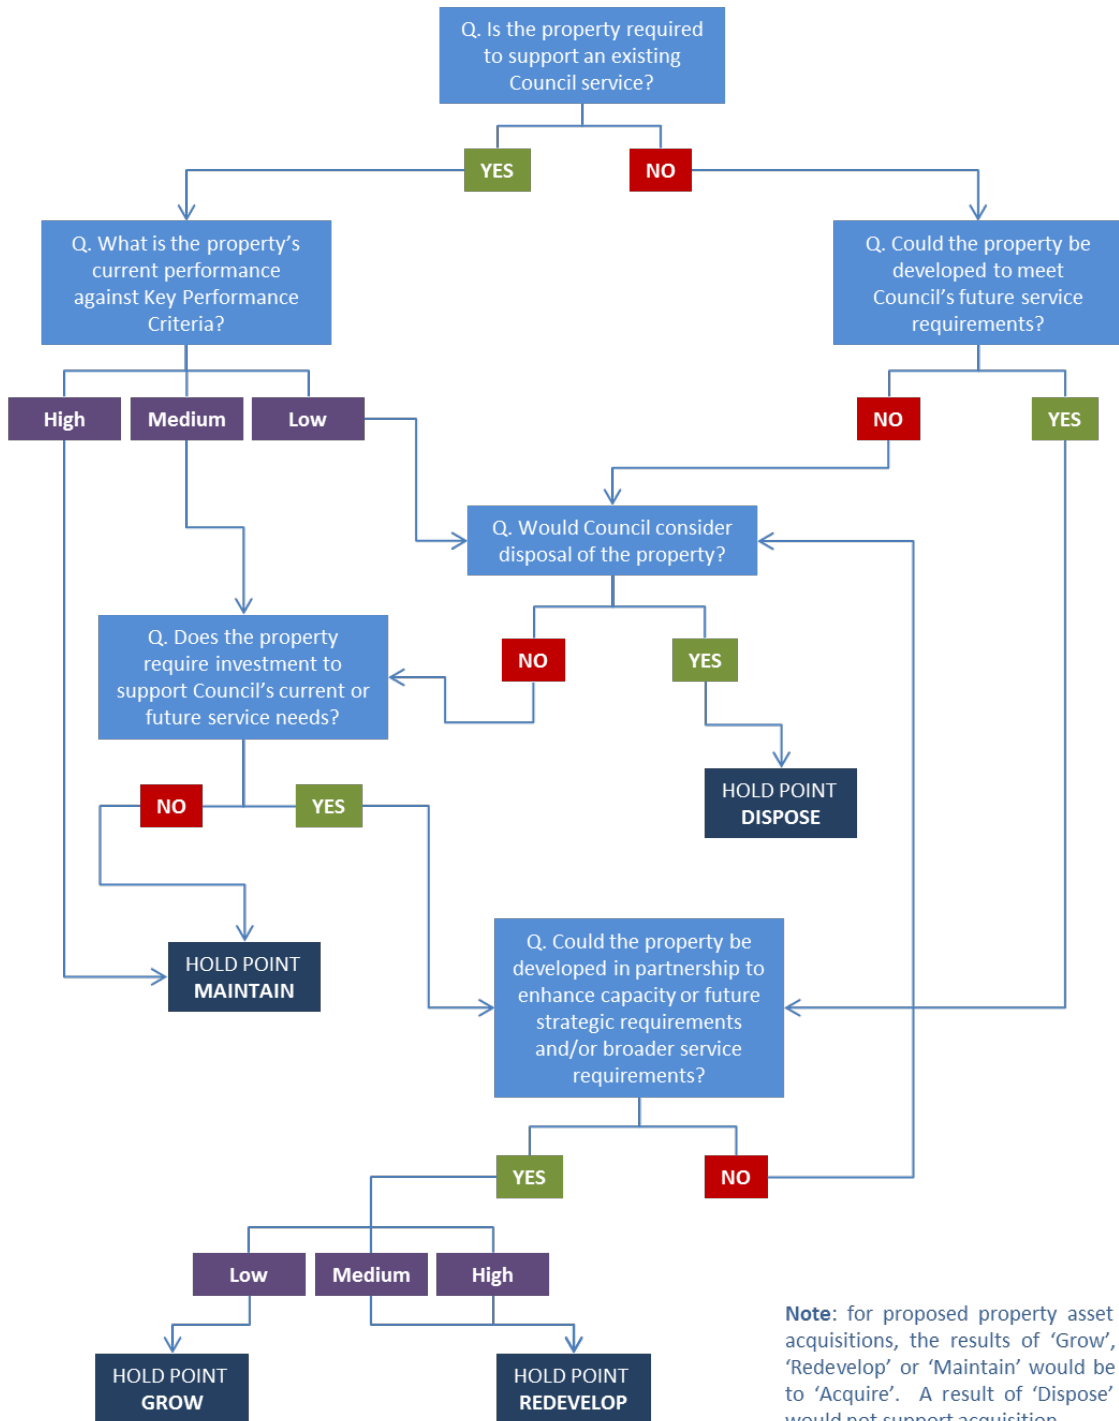 Q. Is the property required
to support an existing
Council service?
YES
NO
Q. What is the property's
current performance
against Key Performance
Criteria?
Q. Could the property be
developed to meet
Council's future service
requirements?
High
Medium
Low
NO
YES
Q. Would Council consider
disposal of the property?
Q. Does the property
require investment to
support Council's current or
future service needs?
NO
YES
HOLD POINT
DISPOSE
NO
YES
HOLD POINT
MAINTAIN
Q. Could the property be
developed in partnership to
enhance capacity or future
strategic requirements
and/or broader service
requirements?
YES
NO
Low
Medium
High
HOLD POINT
GROW
HOLD POINT
REDEVELOP
Note: for proposed property asset
acquisitions, the results of 'Grow',
'Redevelop' or 'Maintain' would be
to 'Acquire'. A result of 'Dispose'
would not support acquisition